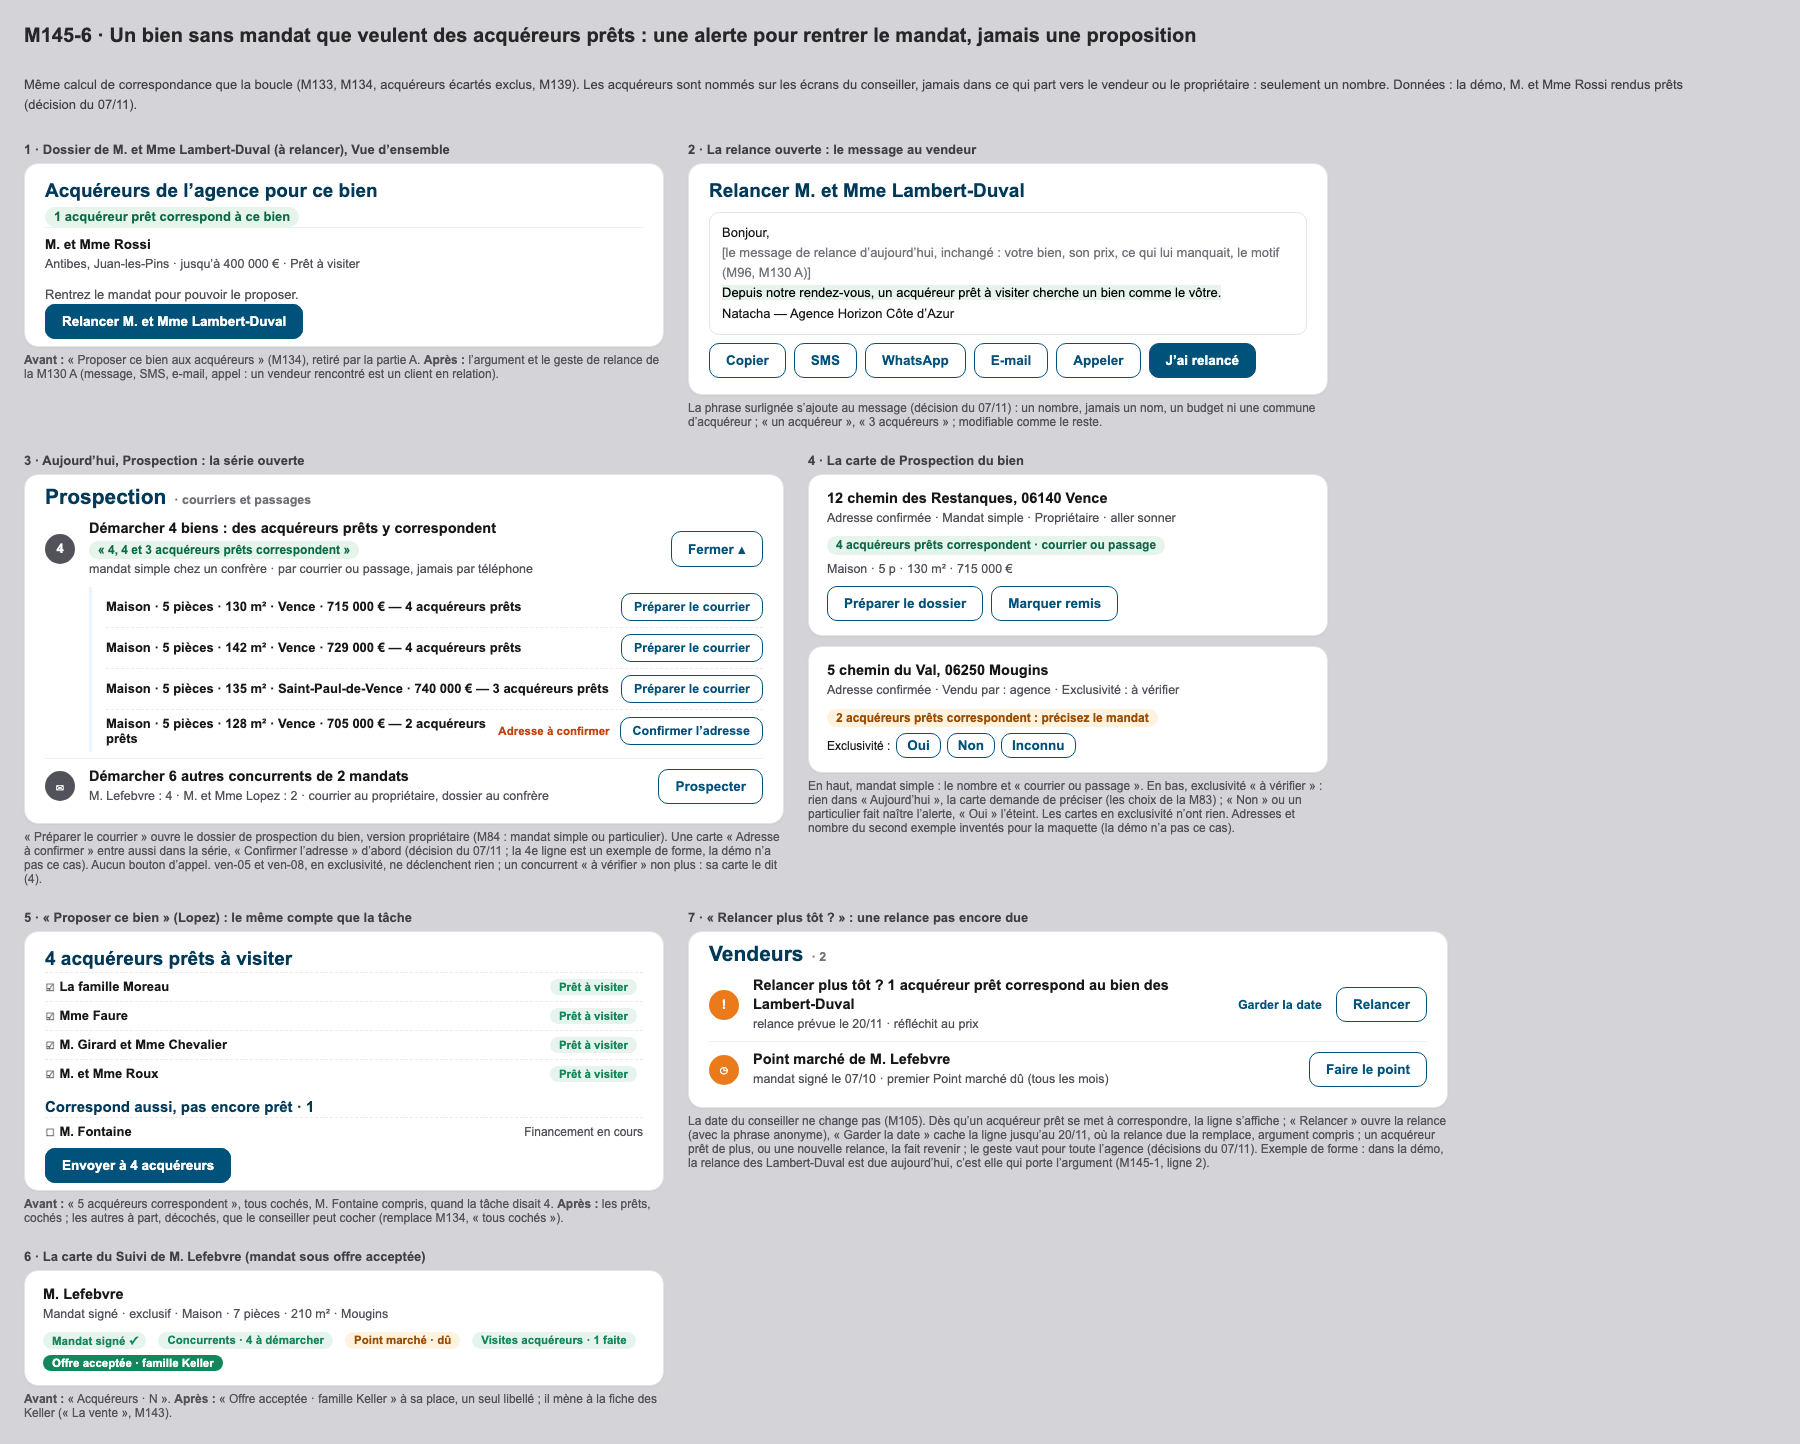 M145-6 · Un bien sans mandat que veulent des acquéreurs prêts : une alerte pour rentrer le mandat, jamais une proposition
Même calcul de correspondance que la boucle (M133, M134, acquéreurs écartés exclus, M139). Les acquéreurs sont nommés sur les écrans du conseiller, jamais dans ce qui part vers le vendeur ou le propriétaire : seulement un nombre. Données : la démo, M. et Mme Rossi rendus prêts
(décision du 07/11).
1 · Dossier de M. et Mme Lambert-Duval (à relancer), Vue d’ensemble
Acquéreurs de l’agence pour ce bien
1 acquéreur prêt correspond à ce bien
M. et Mme Rossi
Antibes, Juan-les-Pins · jusqu’à 400 000 € · Prêt à visiter
Rentrez le mandat pour pouvoir le proposer.
Relancer M. et Mme Lambert-Duval
Avant : « Proposer ce bien aux acquéreurs » (M134), retiré par la partie A. Après : l’argument et le geste de relance de
la M130 A (message, SMS, e-mail, appel : un vendeur rencontré est un client en relation).
2 · La relance ouverte : le message au vendeur
Relancer M. et Mme Lambert-Duval
Bonjour,
[le message de relance d’aujourd’hui, inchangé : votre bien, son prix, ce qui lui manquait, le motif
(M96, M130 A)]
Depuis notre rendez-vous, un acquéreur prêt à visiter cherche un bien comme le vôtre.
Natacha — Agence Horizon Côte d’Azur
Copier
SMS
WhatsApp
E-mail
Appeler
J’ai relancé
La phrase surlignée s’ajoute au message (décision du 07/11) : un nombre, jamais un nom, un budget ni une commune
d’acquéreur ; « un acquéreur », « 3 acquéreurs » ; modifiable comme le reste.
3 · Aujourd’hui, Prospection : la série ouverte
Prospection · courriers et passages
4
Démarcher 4 biens : des acquéreurs prêts y correspondent
« 4, 4 et 3 acquéreurs prêts correspondent »
mandat simple chez un confrère · par courrier ou passage, jamais par téléphone
Fermer ▴
Maison · 5 pièces · 130 m² · Vence · 715 000 € — 4 acquéreurs prêts
Préparer le courrier
Maison · 5 pièces · 142 m² · Vence · 729 000 € — 4 acquéreurs prêts
Préparer le courrier
Maison · 5 pièces · 135 m² · Saint-Paul-de-Vence · 740 000 € — 3 acquéreurs prêts
Préparer le courrier
Maison · 5 pièces · 128 m² · Vence · 705 000 € — 2 acquéreurs
prêts
Adresse à confirmer
Confirmer l’adresse
✉
Démarcher 6 autres concurrents de 2 mandats
M. Lefebvre : 4 · M. et Mme Lopez : 2 · courrier au propriétaire, dossier au confrère
Prospecter
« Préparer le courrier » ouvre le dossier de prospection du bien, version propriétaire (M84 : mandat simple ou particulier). Une carte « Adresse
à confirmer » entre aussi dans la série, « Confirmer l’adresse » d’abord (décision du 07/11 ; la 4e ligne est un exemple de forme, la démo n’a
pas ce cas). Aucun bouton d’appel. ven-05 et ven-08, en exclusivité, ne déclenchent rien ; un concurrent « à vérifier » non plus : sa carte le dit
(4).
4 · La carte de Prospection du bien
12 chemin des Restanques, 06140 Vence
Adresse confirmée · Mandat simple · Propriétaire · aller sonner
4 acquéreurs prêts correspondent · courrier ou passage
Maison · 5 p · 130 m² · 715 000 €
Préparer le dossier
Marquer remis
5 chemin du Val, 06250 Mougins
Adresse confirmée · Vendu par : agence · Exclusivité : à vérifier
2 acquéreurs prêts correspondent : précisez le mandat
Exclusivité :
Oui
Non
Inconnu
En haut, mandat simple : le nombre et « courrier ou passage ». En bas, exclusivité « à vérifier » :
rien dans « Aujourd’hui », la carte demande de préciser (les choix de la M83) ; « Non » ou un
particulier fait naître l’alerte, « Oui » l’éteint. Les cartes en exclusivité n’ont rien. Adresses et
nombre du second exemple inventés pour la maquette (la démo n’a pas ce cas).
5 · « Proposer ce bien » (Lopez) : le même compte que la tâche
4 acquéreurs prêts à visiter
☑ La famille Moreau
Prêt à visiter
☑ Mme Faure
Prêt à visiter
☑ M. Girard et Mme Chevalier
Prêt à visiter
☑ M. et Mme Roux
Prêt à visiter
Correspond aussi, pas encore prêt · 1
☐ M. Fontaine
Financement en cours
Envoyer à 4 acquéreurs
Avant : « 5 acquéreurs correspondent », tous cochés, M. Fontaine compris, quand la tâche disait 4. Après : les prêts,
cochés ; les autres à part, décochés, que le conseiller peut cocher (remplace M134, « tous cochés »).
7 · « Relancer plus tôt ? » : une relance pas encore due
Vendeurs · 2
!
Relancer plus tôt ? 1 acquéreur prêt correspond au bien des
Lambert-Duval
relance prévue le 20/11 · réfléchit au prix
Garder la date
Relancer
◷
Point marché de M. Lefebvre
mandat signé le 07/10 · premier Point marché dû (tous les mois)
Faire le point
La date du conseiller ne change pas (M105). Dès qu’un acquéreur prêt se met à correspondre, la ligne s’affiche ; « Relancer » ouvre la relance
(avec la phrase anonyme), « Garder la date » cache la ligne jusqu’au 20/11, où la relance due la remplace, argument compris ; un acquéreur
prêt de plus, ou une nouvelle relance, la fait revenir ; le geste vaut pour toute l’agence (décisions du 07/11). Exemple de forme : dans la démo,
la relance des Lambert-Duval est due aujourd’hui, c’est elle qui porte l’argument (M145-1, ligne 2).
6 · La carte du Suivi de M. Lefebvre (mandat sous offre acceptée)
M. Lefebvre
Mandat signé · exclusif · Maison · 7 pièces · 210 m² · Mougins
Mandat signé ✓
Concurrents · 4 à démarcher
Point marché · dû
Visites acquéreurs · 1 faite
Offre acceptée · famille Keller
Avant : « Acquéreurs · N ». Après : « Offre acceptée · famille Keller » à sa place, un seul libellé ; il mène à la fiche des
Keller (« La vente », M143).